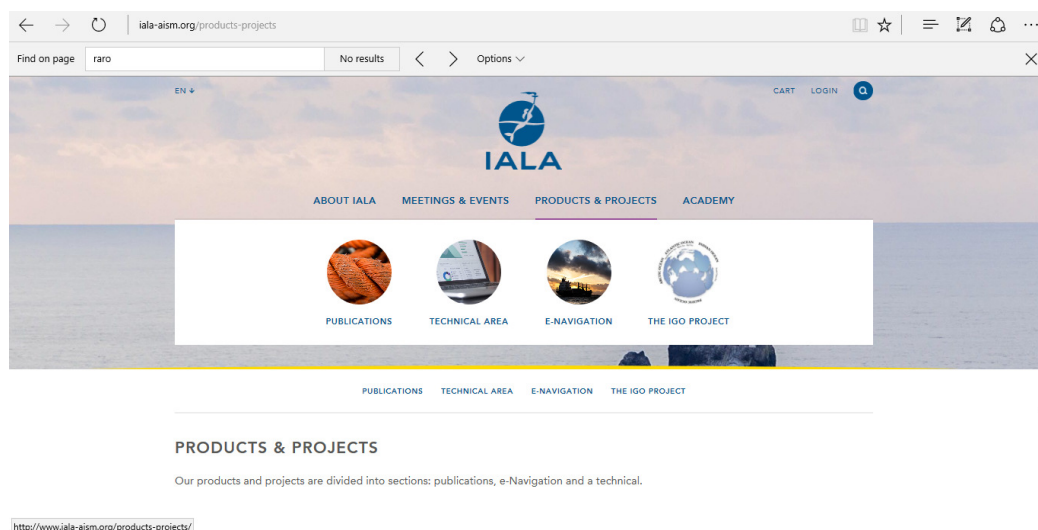 iala-aism.org/products-projects
Find on page raro No results Options
EN CART LOGIN
IALA
ABOUT IALA MEETINGS & EVENTS PRODUCTS & PROJECTS ACADEMY
PUBLICATIONS TECHNICAL AREA E-NAVIGATION THE IGO PROJECT
PUBLICATIONS TECHNICAL AREA E-NAVIGATION THE IGO PROJECT
PRODUCTS & PROJECTS
Our products and projects are divided into sections: publications, e-Navigation and a technical.
http://www.iala-aism.org/products-projects/